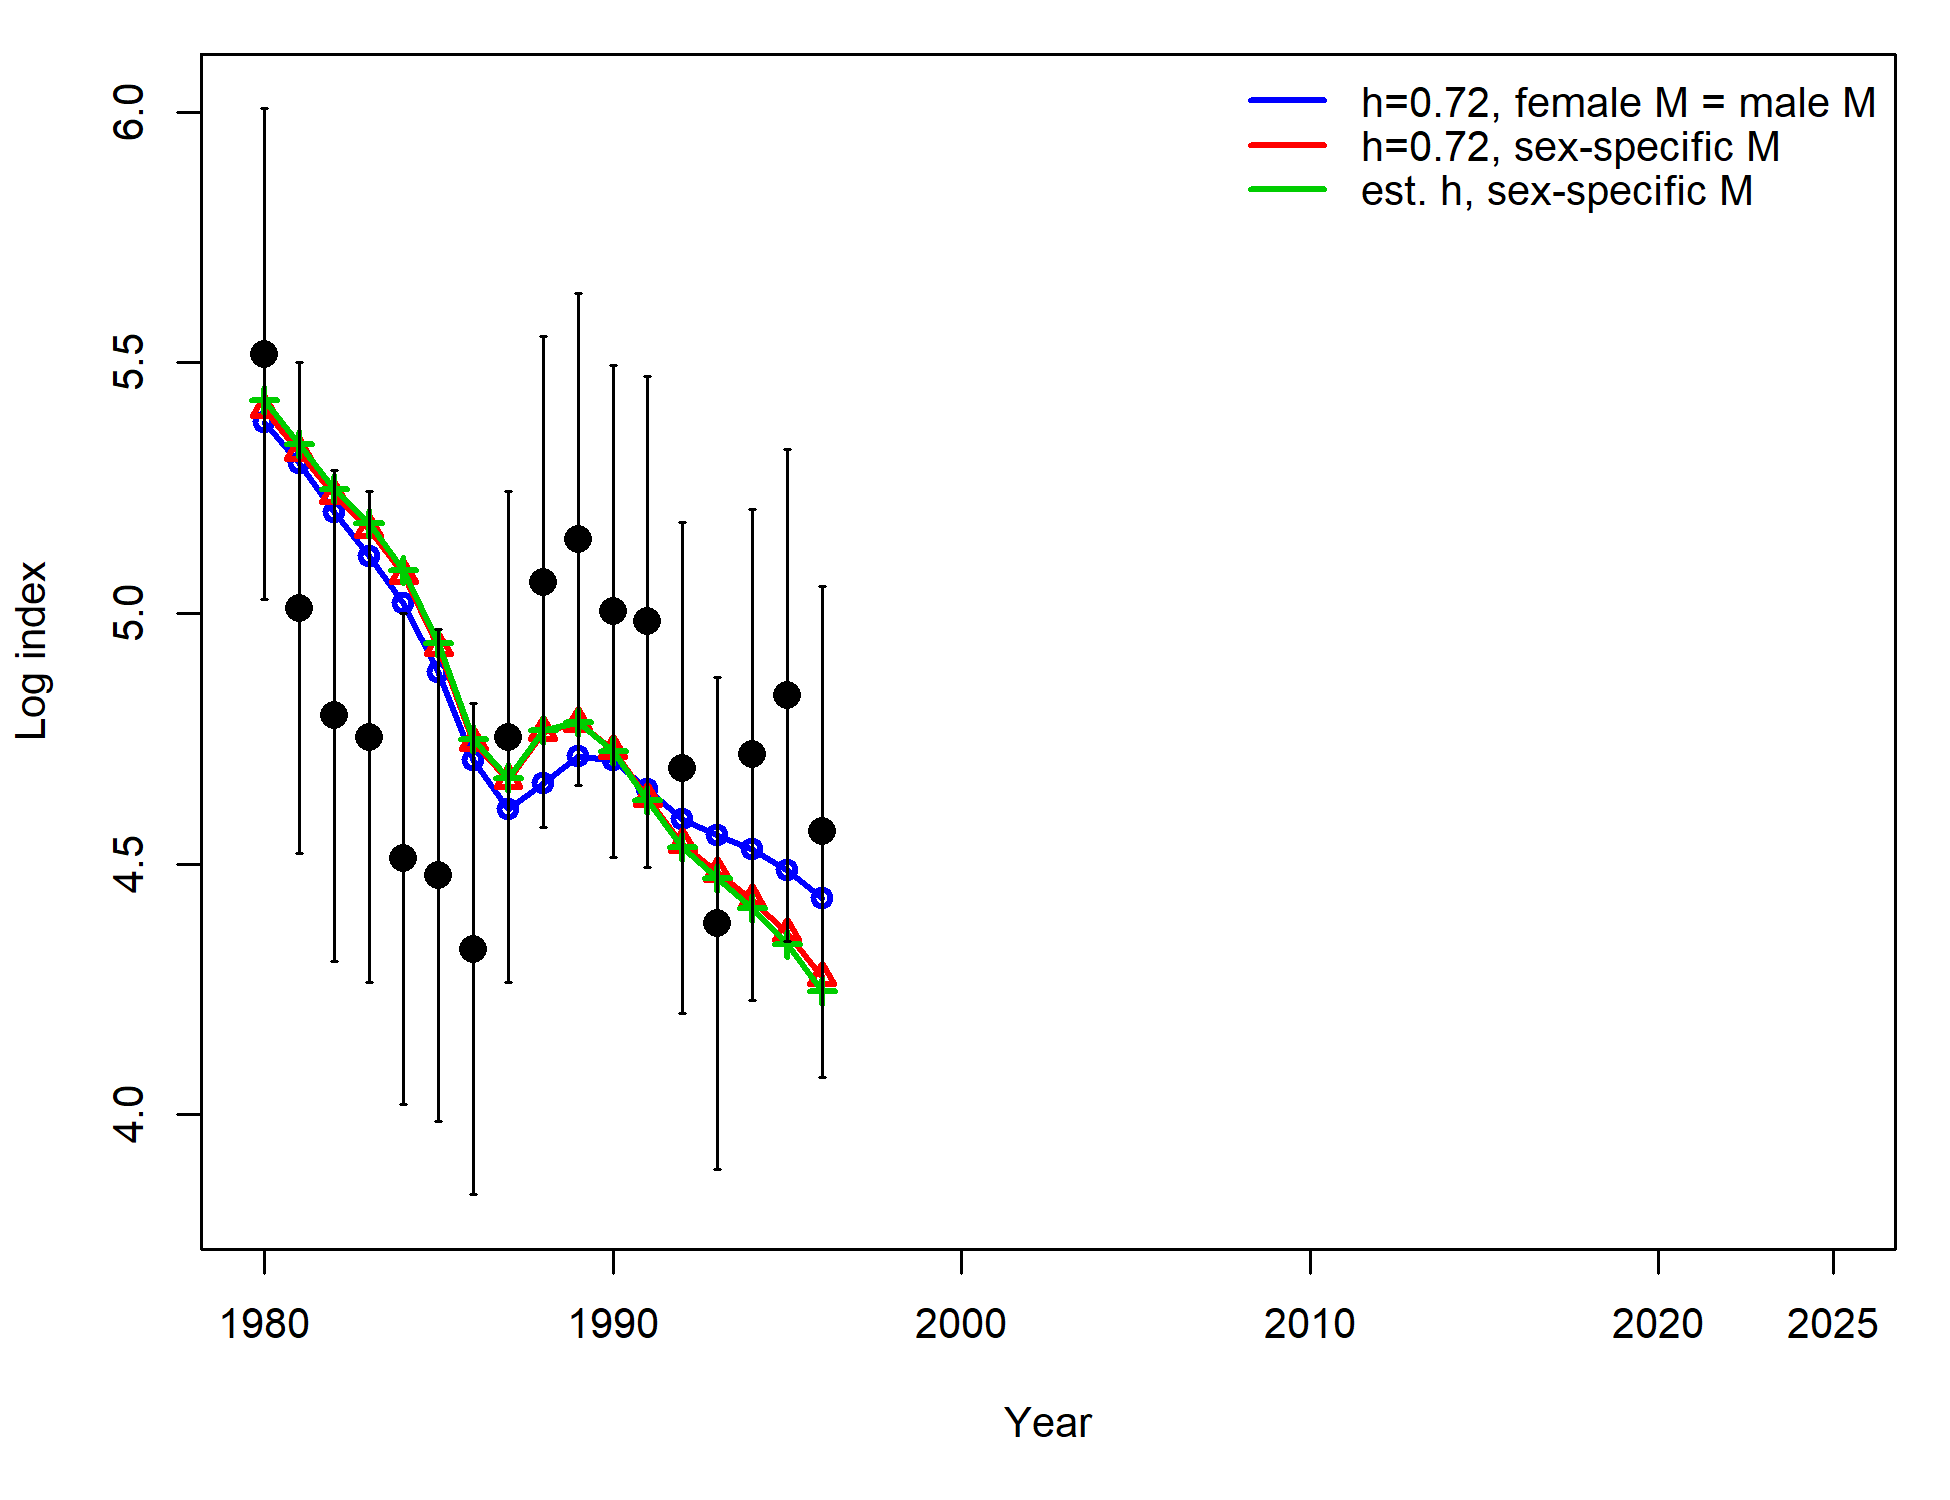 h=0.72, female M = male M
h=0.72, sex-specific M
est. h, sex-specific M
6.0
5.5
5.0
4.5
4.0
Log index
1980 1990 2000 2010 2020 2025
Year